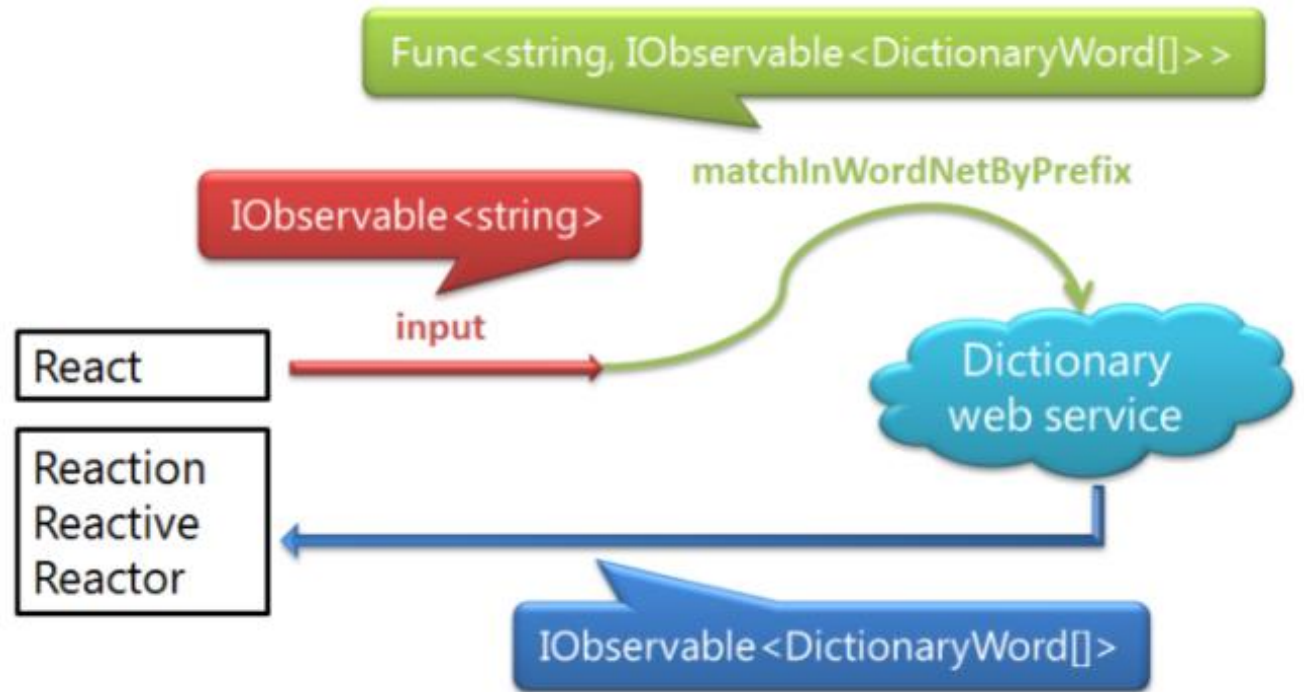 Func<string, IObservable<DictionaryWord[]>>
matchInWordNetByPrefix
IObservable<string>
input
React
Dictionary
web service
Reaction
Reactive
Reactor
IObservable<DictionaryWord[]>